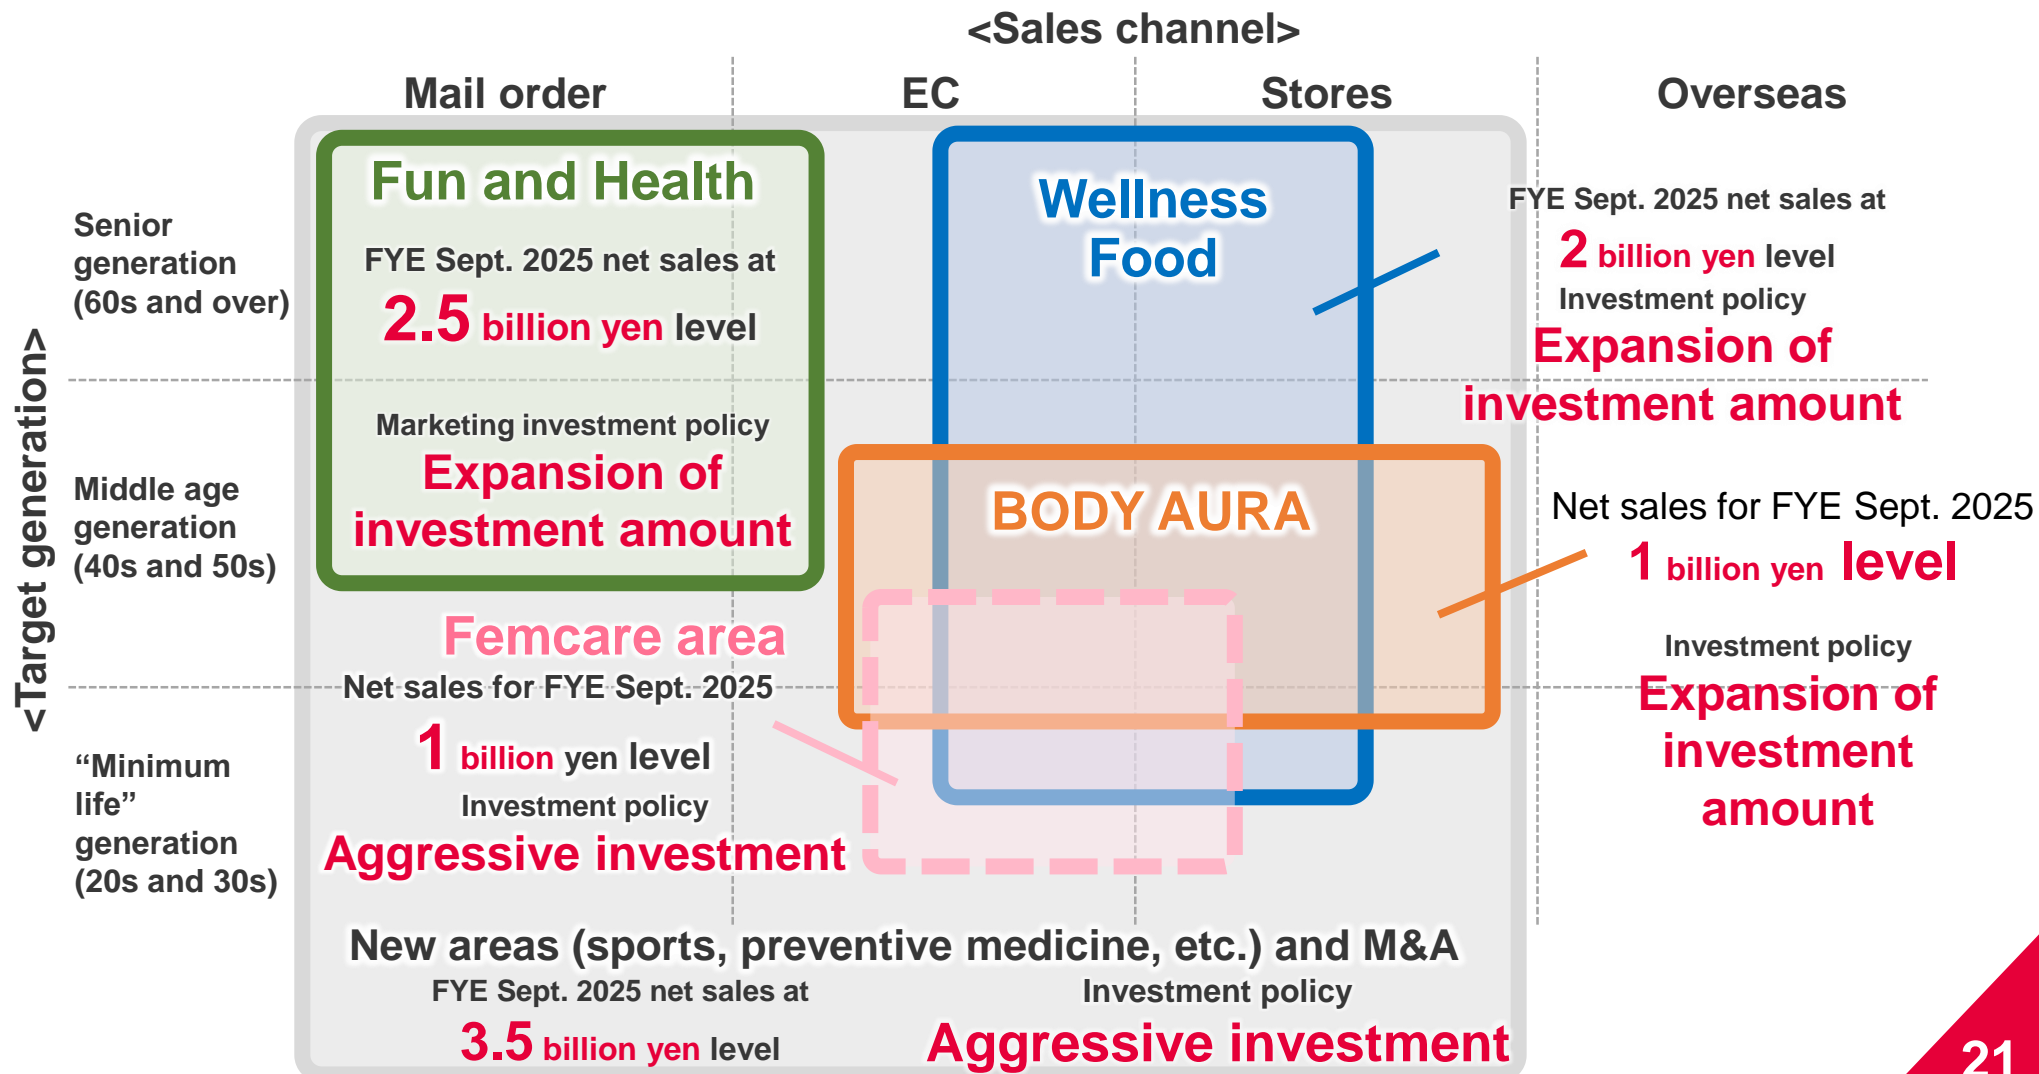 <Sales channel>
Mail order
EC
Stores
Overseas
<Target generation>
Senior
generation
(60s and over)
Fun and Health
FYE Sept. 2025 net sales at
2.5 billion yen level
Marketing investment policy
Expansion of
investment amount
Wellness
Food
FYE Sept. 2025 net sales at
2 billion yen level
Investment policy
Expansion of
investment amount
Middle age
generation
(40s and 50s)
BODY AURA
Net sales for FYE Sept. 2025
1 billion yen level
Investment policy
Expansion of
investment
amount
Femcare area
Net sales for FYE Sept. 2025
1 billion yen level
Investment policy
Aggressive investment
“Minimum
life”
generation
(20s and 30s)
New areas (sports, preventive medicine, etc.) and M&A
FYE Sept. 2025 net sales at
3.5 billion yen level
Investment policy
Aggressive investment
21